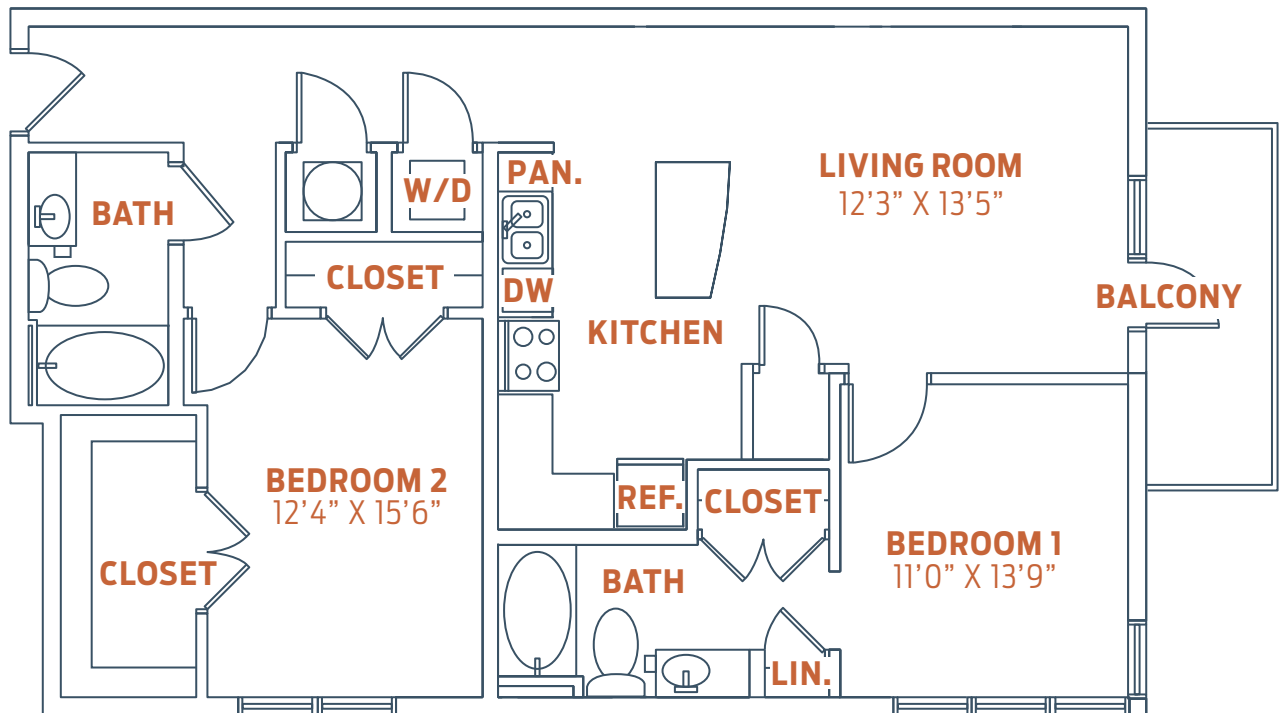 BATH
W/D
PAN.
LIVING ROOM
12’3” X 13’5”
CLOSET
DW
BALCONY
KITCHEN
BEDROOM 2
12’4” X 15’6”
REF.
CLOSET
BEDROOM 1
11’0” X 13’9”
CLOSET
BATH
LIN.